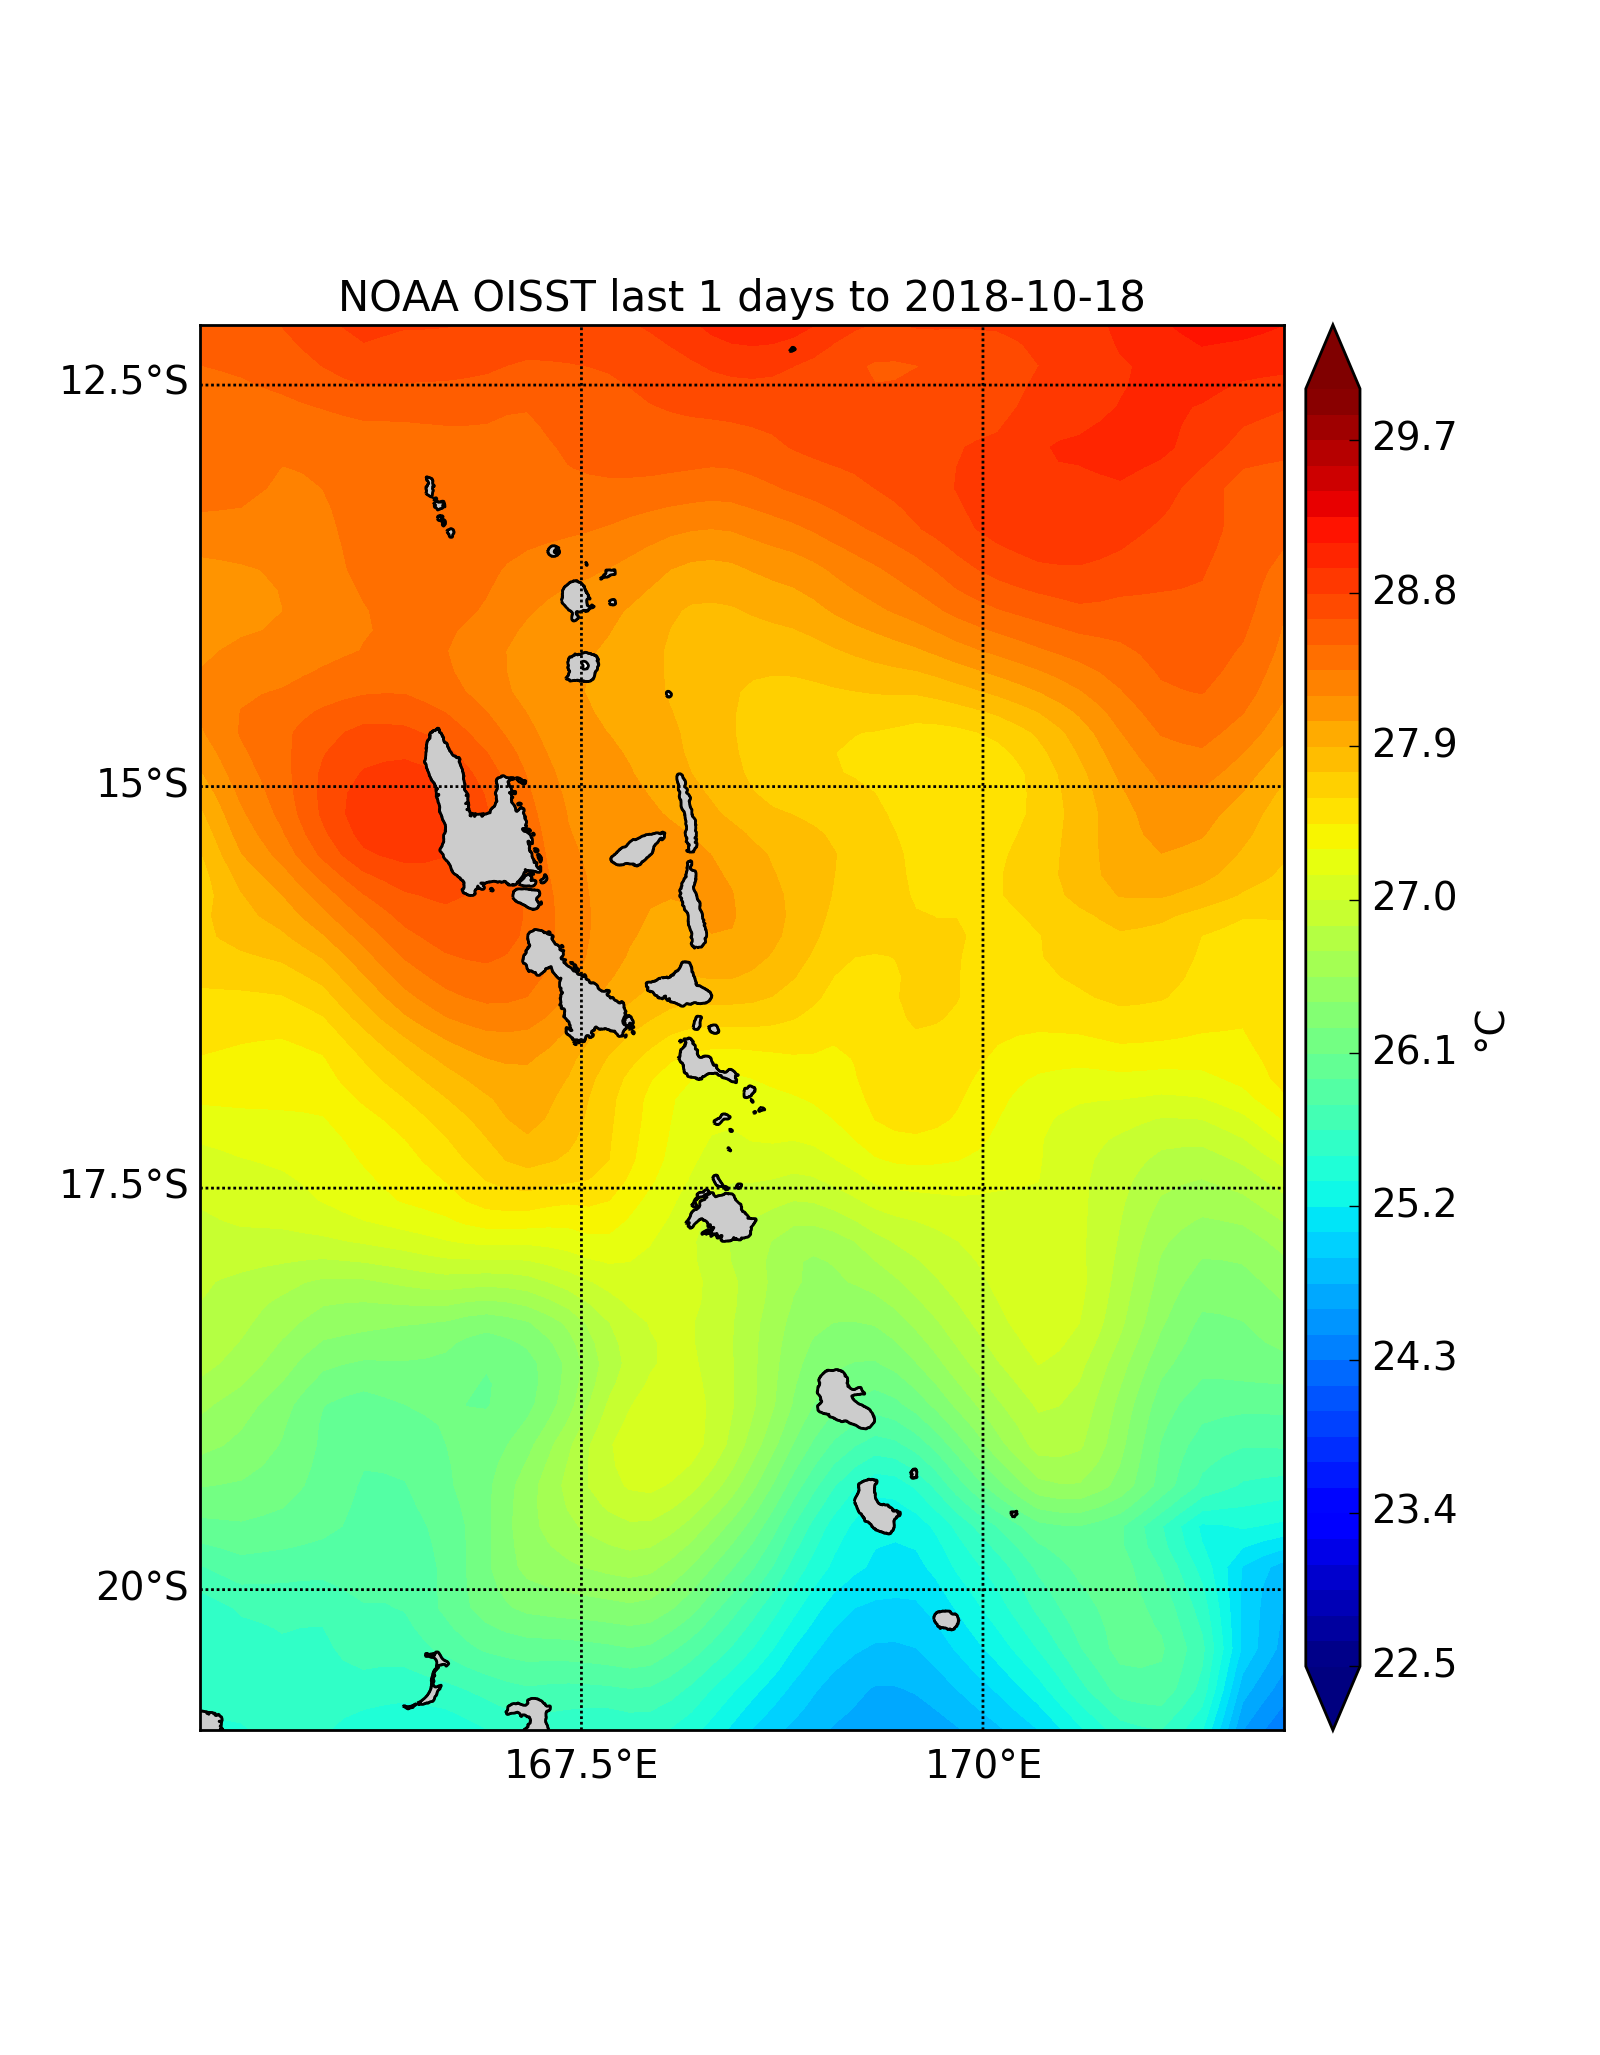 NOAA OISST last 1 days to 2018-10-18
12.5°S
15°S
17.5°S
20°S
167.5°E
170°E
29.7
28.8
27.9
27.0
26.1
25.2
24.3
23.4
22.5
°C